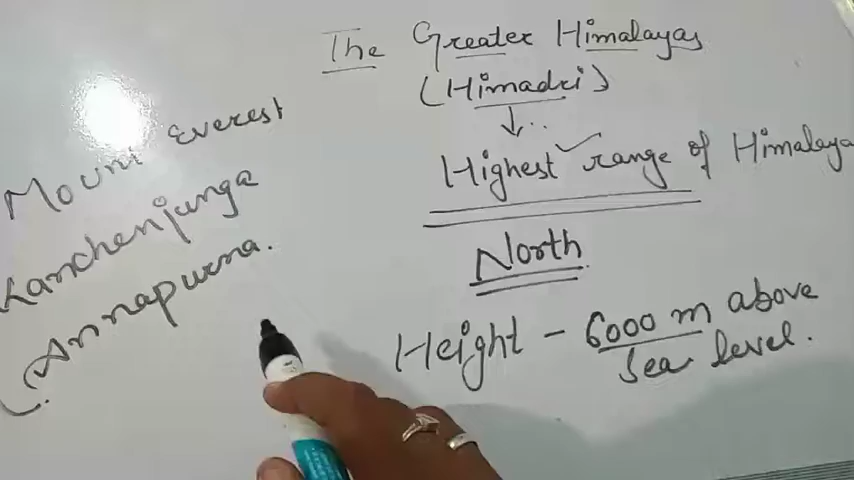 The Greater Himalayas
(Himadri)
↓..
Highest ✓ range of Himalaya
North
Height - 6000 m above
Sea level.
Mount Everest
Kanchenjunga
Annapurna.